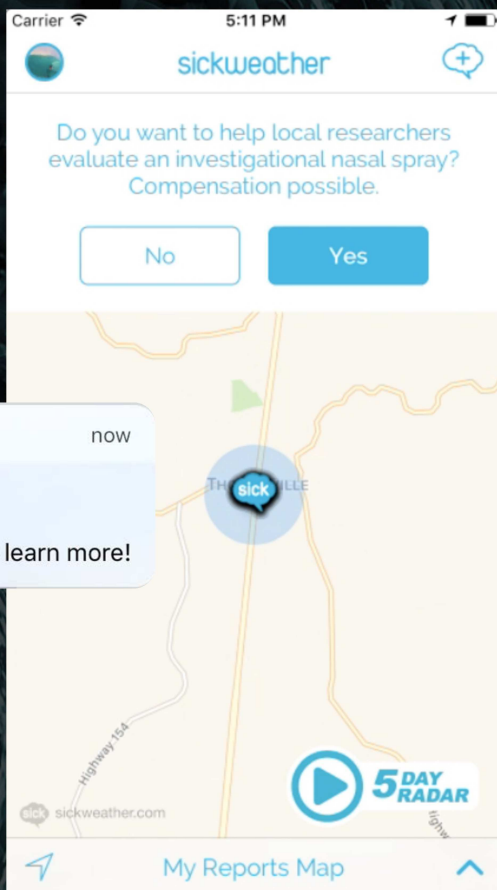 Carrier
5:11 PM
sickweather
Do you want to help local researchers
evaluate an investigational nasal spray?
Compensation possible.
No
Yes
now
learn more!
sick
Highway 154
sick sickweather.com
5 DAY
RADAR
My Reports Map